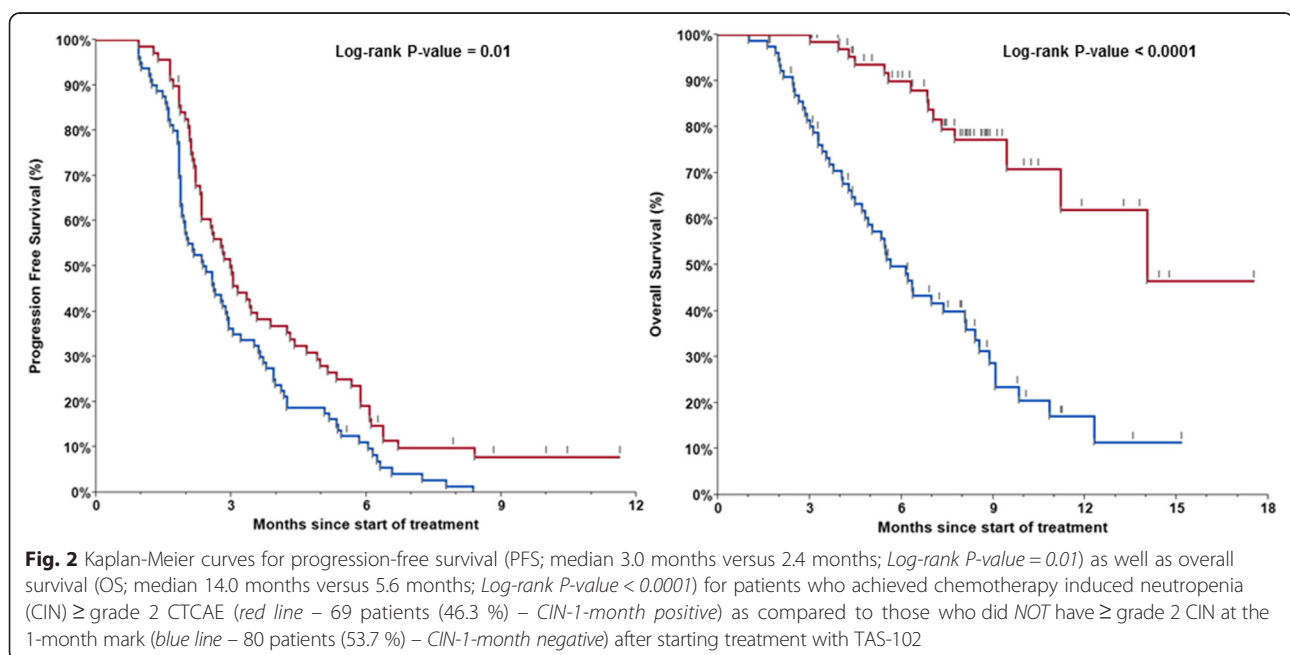 Log-rank P-value = 0.01
Progression Free Survival (%)
100%
90%
80%
70%
60%
50%
40%
30%
20%
10%
0%
0 3 6 9 12
Months since start of treatment
Log-rank P-value < 0.0001
Overall Survival (%)
100%
90%
80%
70%
60%
50%
40%
30%
20%
10%
0%
0 3 6 9 12 15 18
Months since start of treatment
Fig. 2 Kaplan-Meier curves for progression-free survival (PFS; median 3.0 months versus 2.4 months; Log-rank P-value = 0.01) as well as overall
survival (OS; median 14.0 months versus 5.6 months; Log-rank P-value < 0.0001) for patients who achieved chemotherapy induced neutropenia
(CIN) ≥ grade 2 CTCAE (red line – 69 patients (46.3 %) – CIN-1-month positive) as compared to those who did NOT have ≥ grade 2 CIN at the
1-month mark (blue line – 80 patients (53.7 %) – CIN-1-month negative) after starting treatment with TAS-102